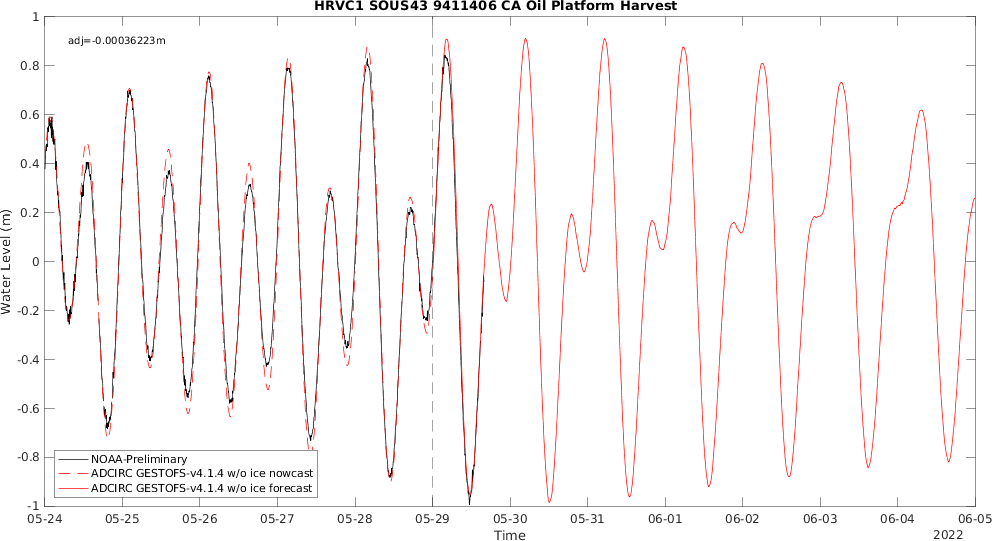 HRVC1 SOUS43 9411406 CA Oil Platform Harvest
adj=-0.00036223m
Water Level (m)
1
0.8
0.6
0.4
0.2
0
-0.2
-0.4
-0.6
-0.8
-1
NOAA-Preliminary
ADCIRC GESTOFS-v4.1.4 w/o ice nowcast
ADCIRC GESTOFS-v4.1.4 w/o ice forecast
05-24 05-25 05-26 05-27 05-28 05-29 05-30 05-31 06-01 06-02 06-03 06-04 06-05
Time
2022